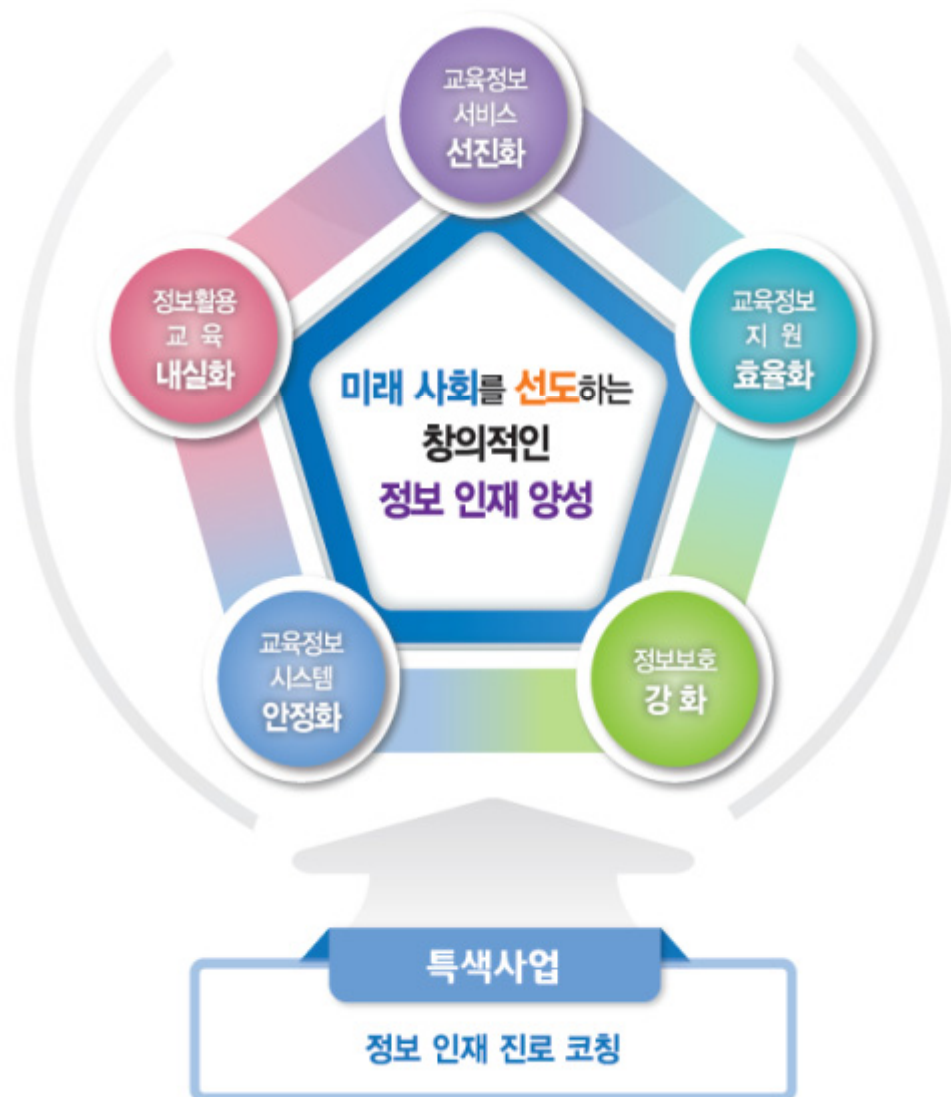 교육정보
서비스
선진화
정보활용
교 육
내실화
교육정보
지 원
효율화
미래 사회를 선도하는
창의적인
정보 인재 양성
교육정보
시스템
안정화
정보보호
강 화
특색사업
정보 인재 진로 코칭